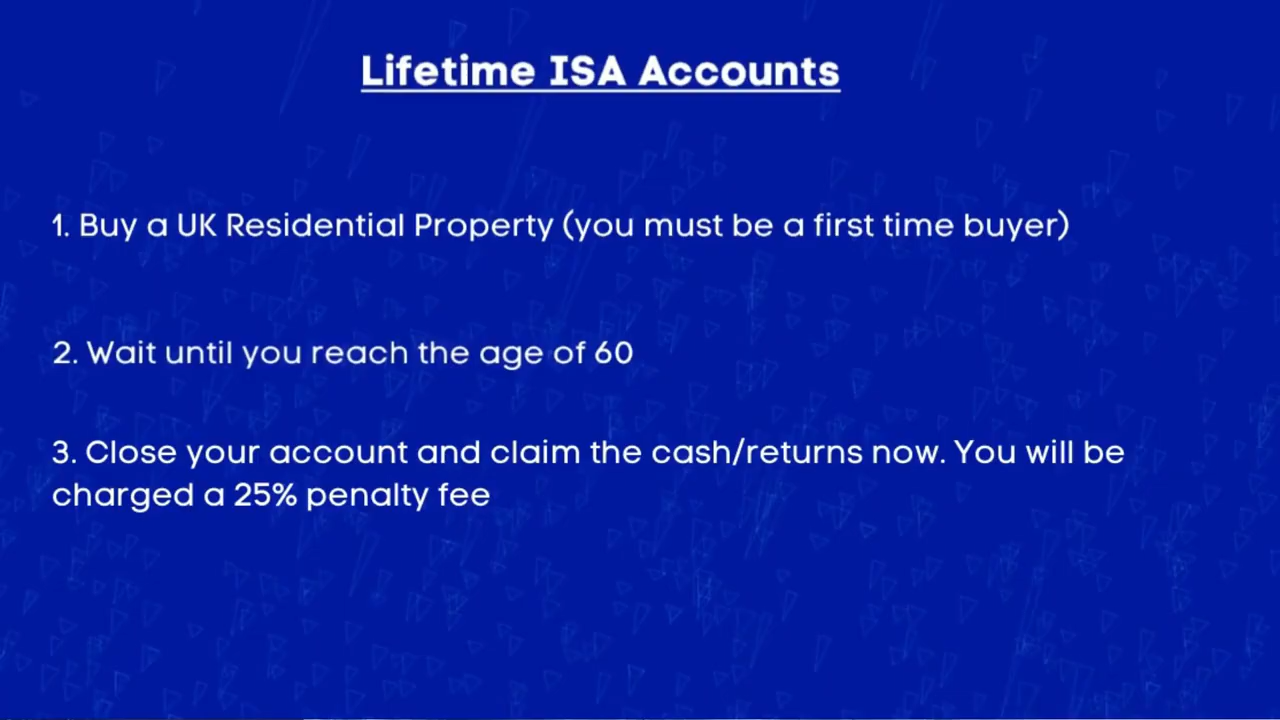 Lifetime ISA Accounts
1. Buy a UK Residential Property (you must be a first time buyer)
2. Wait until you reach the age of 60
3. Close your account and claim the cash/returns now. You will be
charged a 25% penalty fee